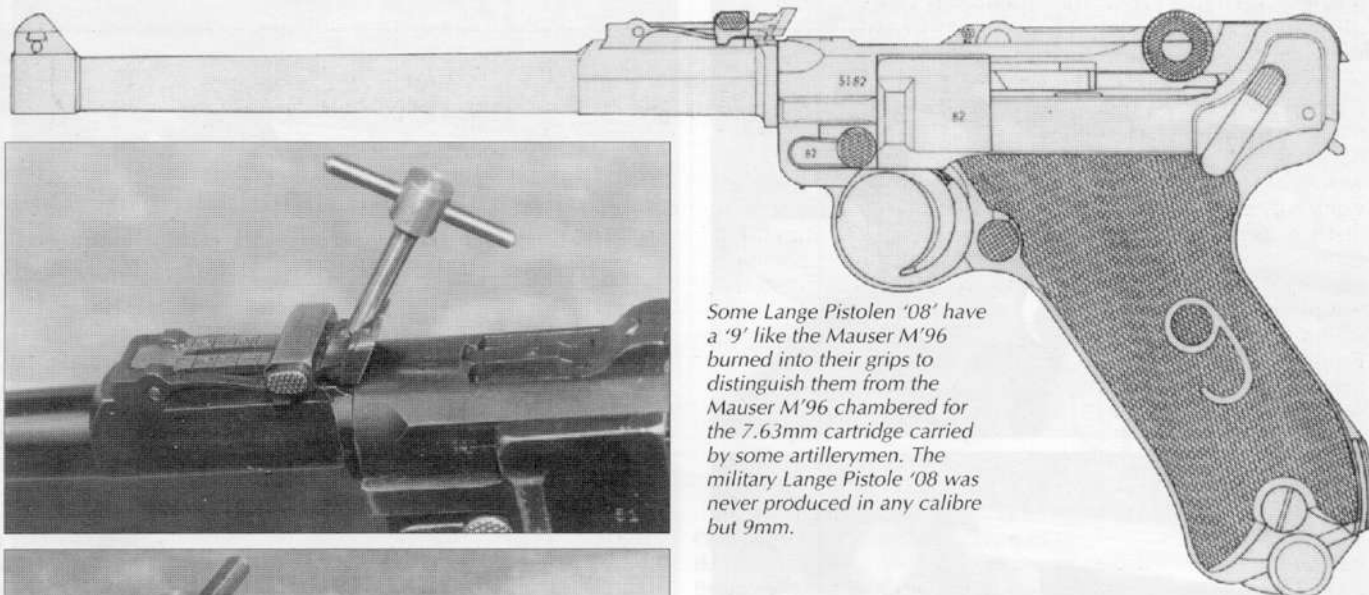 5182
82
82
9
Some Lange Pistolen '08' have
a '9' like the Mauser M'96
burned into their grips to
distinguish them from the
Mauser M'96 chambered for
the 7.63mm cartridge carried
by some artillerymen. The
military Lange Pistole '08 was
never produced in any calibre
but 9mm.
51